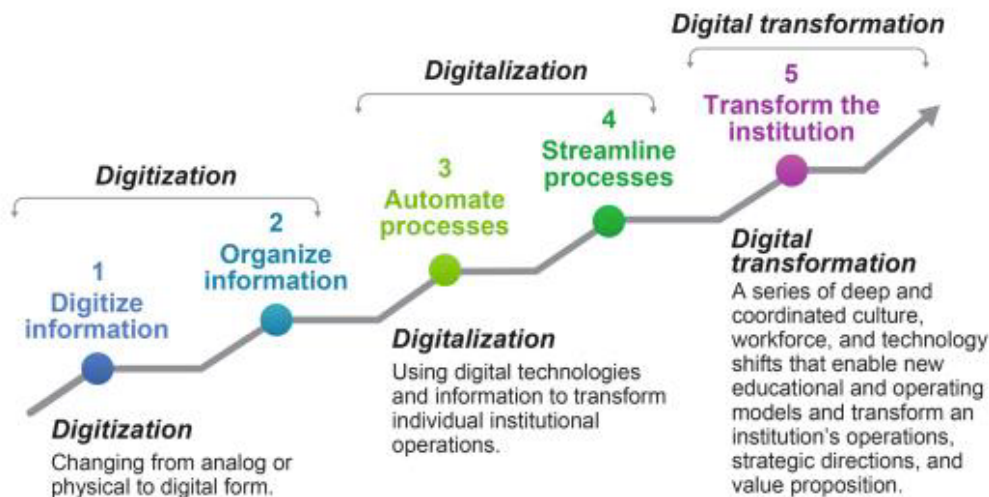 Digitization
1
Digitize
information
2
Organize
information
Digitization
Changing from analog or
physical to digital form.
Digitalization
3
Automate
processes
4
Streamline
processes
Digitalization
Using digital technologies
and information to transform
individual institutional
operations.
Digital transformation
5
Transform the
institution
Digital
transformation
A series of deep and
coordinated culture,
workforce, and technology
shifts that enable new
educational and operating
models and transform an
institution's operations,
strategic directions, and
value proposition.